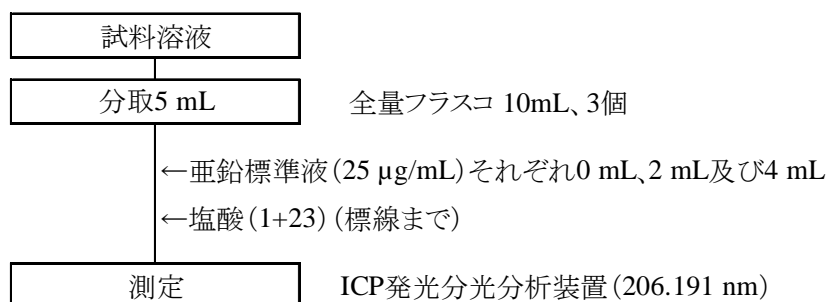 試料溶液
分取5 mL 全量フラスコ 10mL、3個
←亜鉛標準液(25 µg/mL)それぞれ0 mL、2 mL及び4 mL
←塩酸(1+23)(標線まで)
測定 ICP発光分光分析装置(206.191 nm)